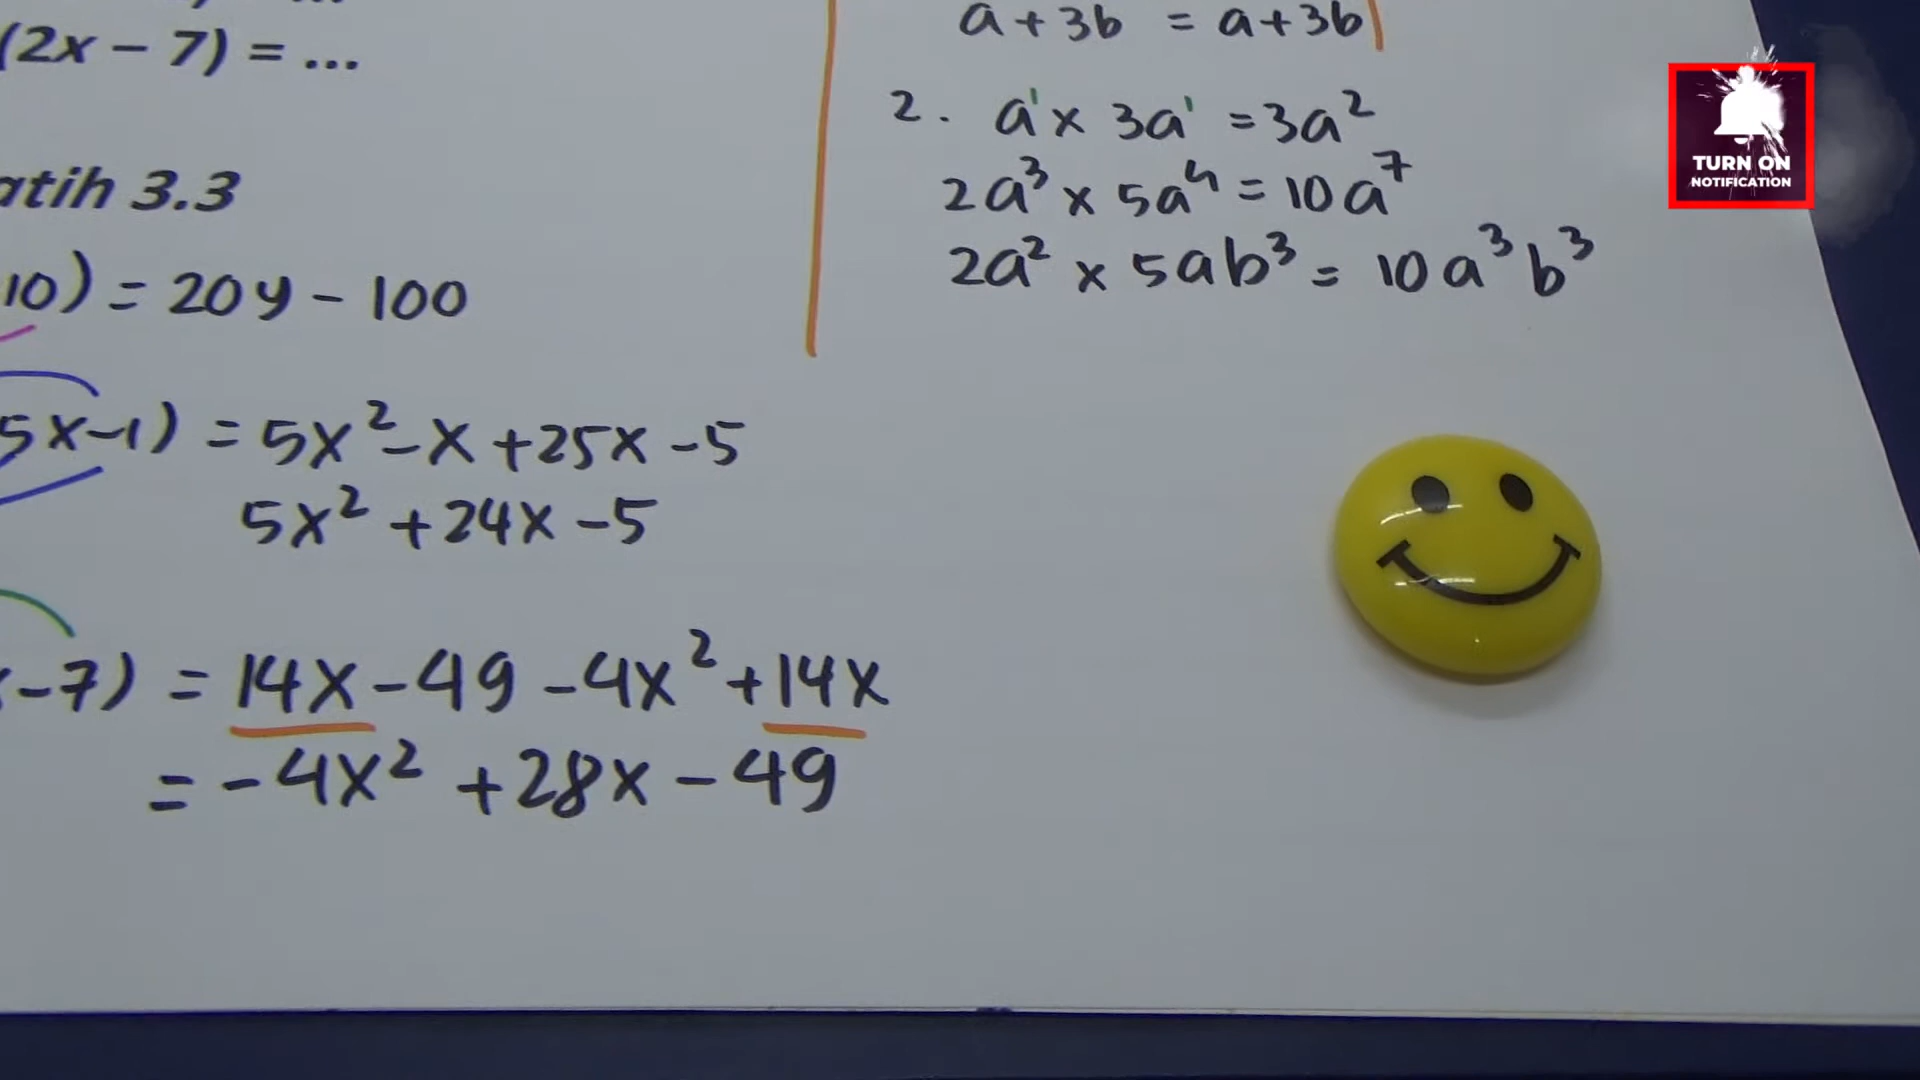 (2x – 7) = ...
atih 3.3
10) = 20y - 100
5x-1) = 5x² - x + 25x - 5
5x² + 24x - 5
-7) = 14x - 49 - 4x² + 14x
= -4x² + 28x - 49
a + 3b = a + 3b
2. a¹ x 3a¹ = 3a²
2a³ x 5a⁴ = 10a⁷
2a² x 5ab³ = 10a³b³
TURN ON
NOTIFICATION